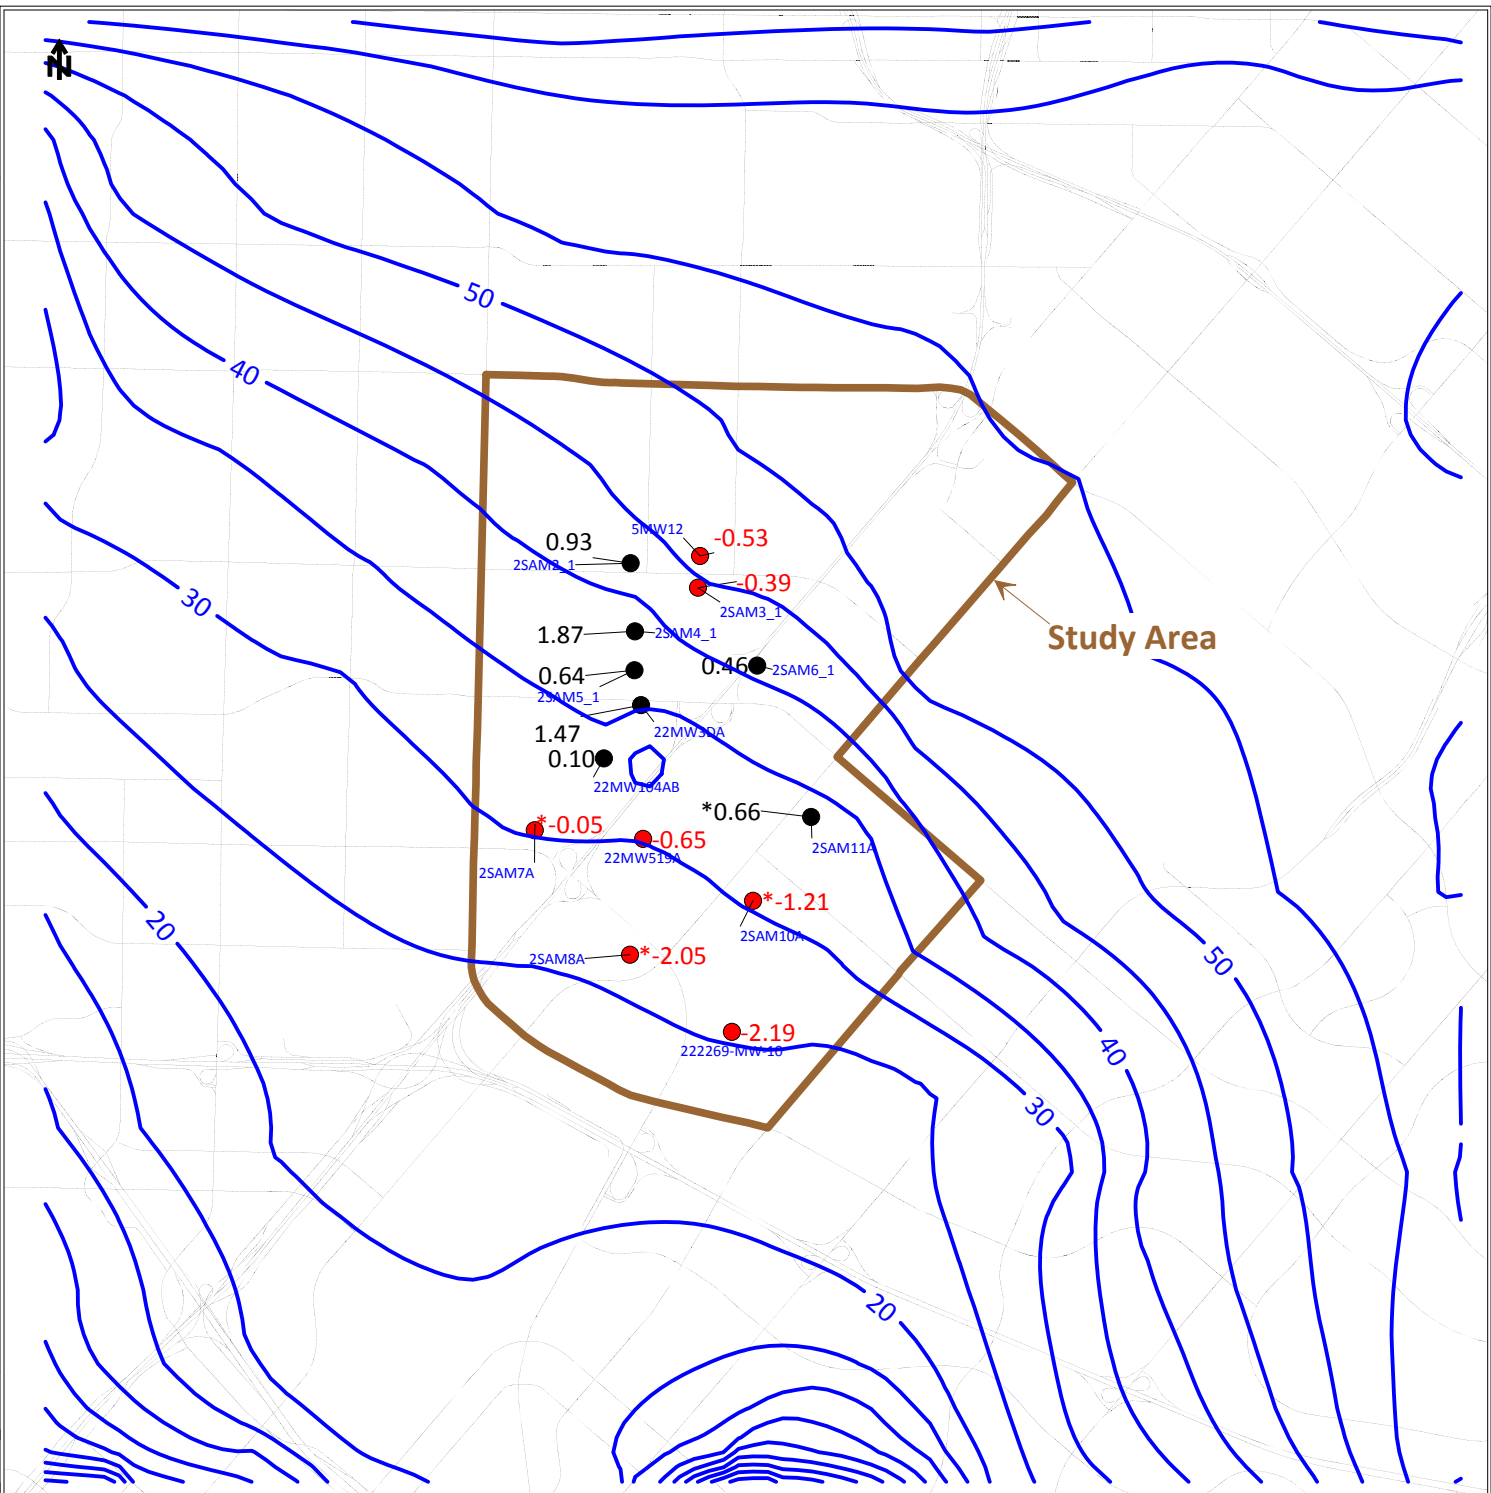 N
50
40
5MW12
-0.53
0.93
2SAM2_1
-0.39
30
2SAM3_1
1.87
2SAM4_1
Study Area
0.64
0.46
2SAM6_1
2SAM5_1
1.47
22MW3DA
0.10
22MW104AB
*0.66
*-0.05
-0.65
2SAM11A
22MW519A
2SAM7A
*-1.21
20
2SAM10A
2SAM8A
*-2.05
50
-2.19
222269-MW-10
40
30
20